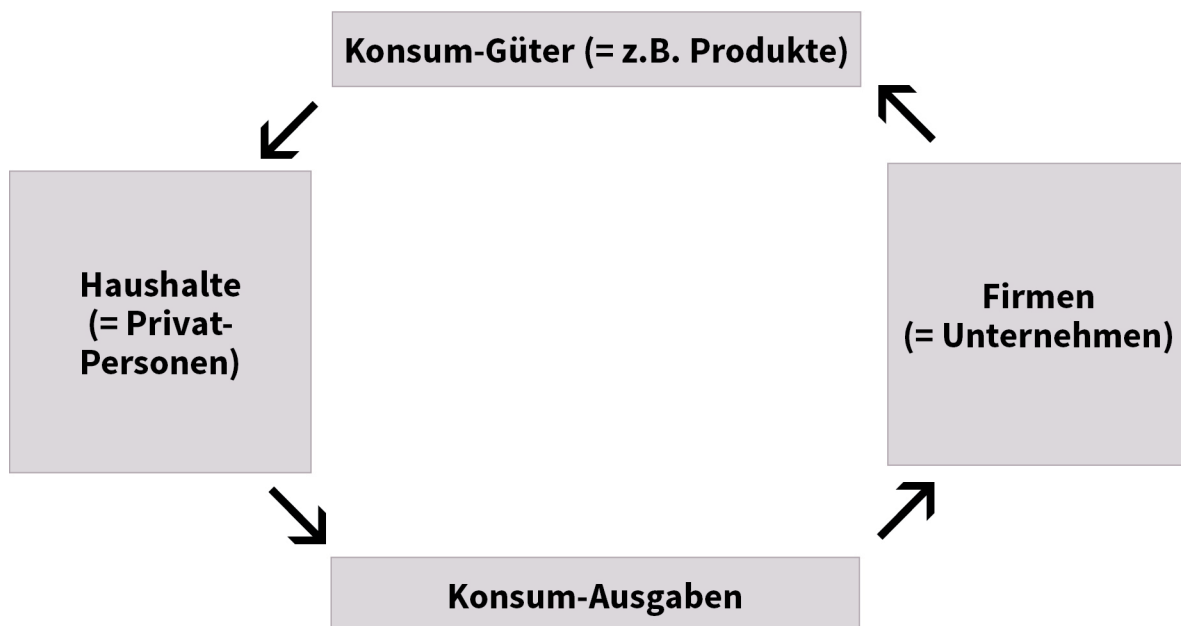 Konsum-Güter (= z.B. Produkte)
Haushalte
(= Privat-
Personen)
Firmen
(= Unternehmen)
Konsum-Ausgaben